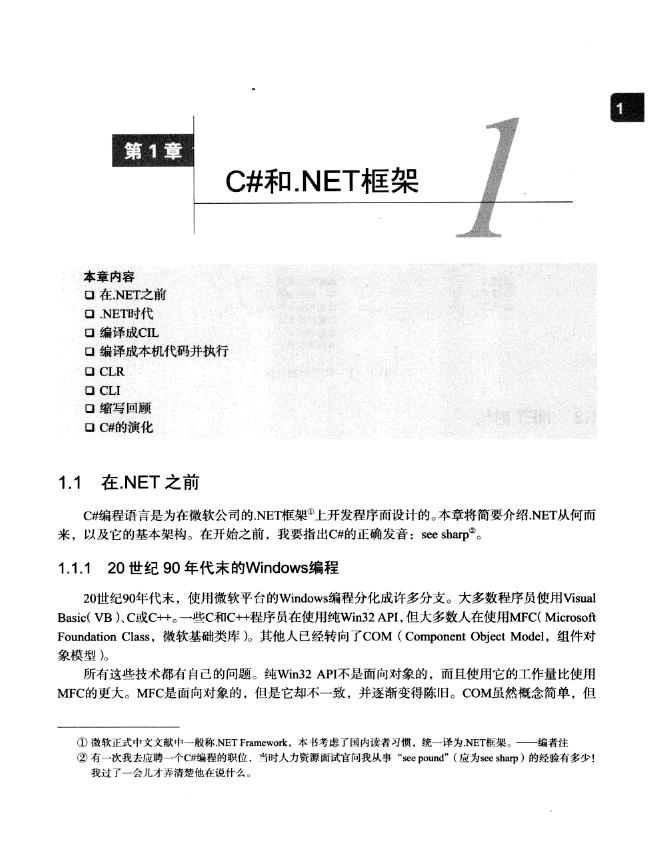 1
第1章
1
C#和.NET框架
本章内容
❑ 在.NET之前
❑ .NET时代
❑ 编译成CIL
❑ 编译成本机代码并执行
❑ CLR
❑ CLI
❑ 缩写回顾
❑ C#的演化
1.1 在.NET 之前
C#编程语言是为在微软公司的.NET框架①上开发程序而设计的。本章将简要介绍.NET从何而
来，以及它的基本架构。在开始之前，我要指出C#的正确发音：see sharp②。
1.1.1 20 世纪 90 年代末的Windows编程
20世纪90年代末，使用微软平台的Windows编程分化成许多分支。大多数程序员使用Visual
Basic（VB）、C或C++。一些C和C++程序员在使用纯Win32 API，但大多数人在使用MFC（Microsoft
Foundation Class，微软基础类库）。其他人已经转向了COM（Component Object Model，组件对
象模型）。
所有这些技术都有自己的问题。纯Win32 API不是面向对象的，而且使用它的工作量比使用
MFC的更大。MFC是面向对象的，但是它却不一致，并逐渐变得陈旧。COM虽然概念简单，但
① 微软正式中文文献中一般称.NET Framework，本书考虑了国内读者习惯，统一译为.NET框架。——编者注
② 有一次我去应聘一个C#编程的职位，当时人力资源面试官问我从事“see pound”（应为see sharp）的经验有多少！
我过了一会儿才弄清楚他在说什么。